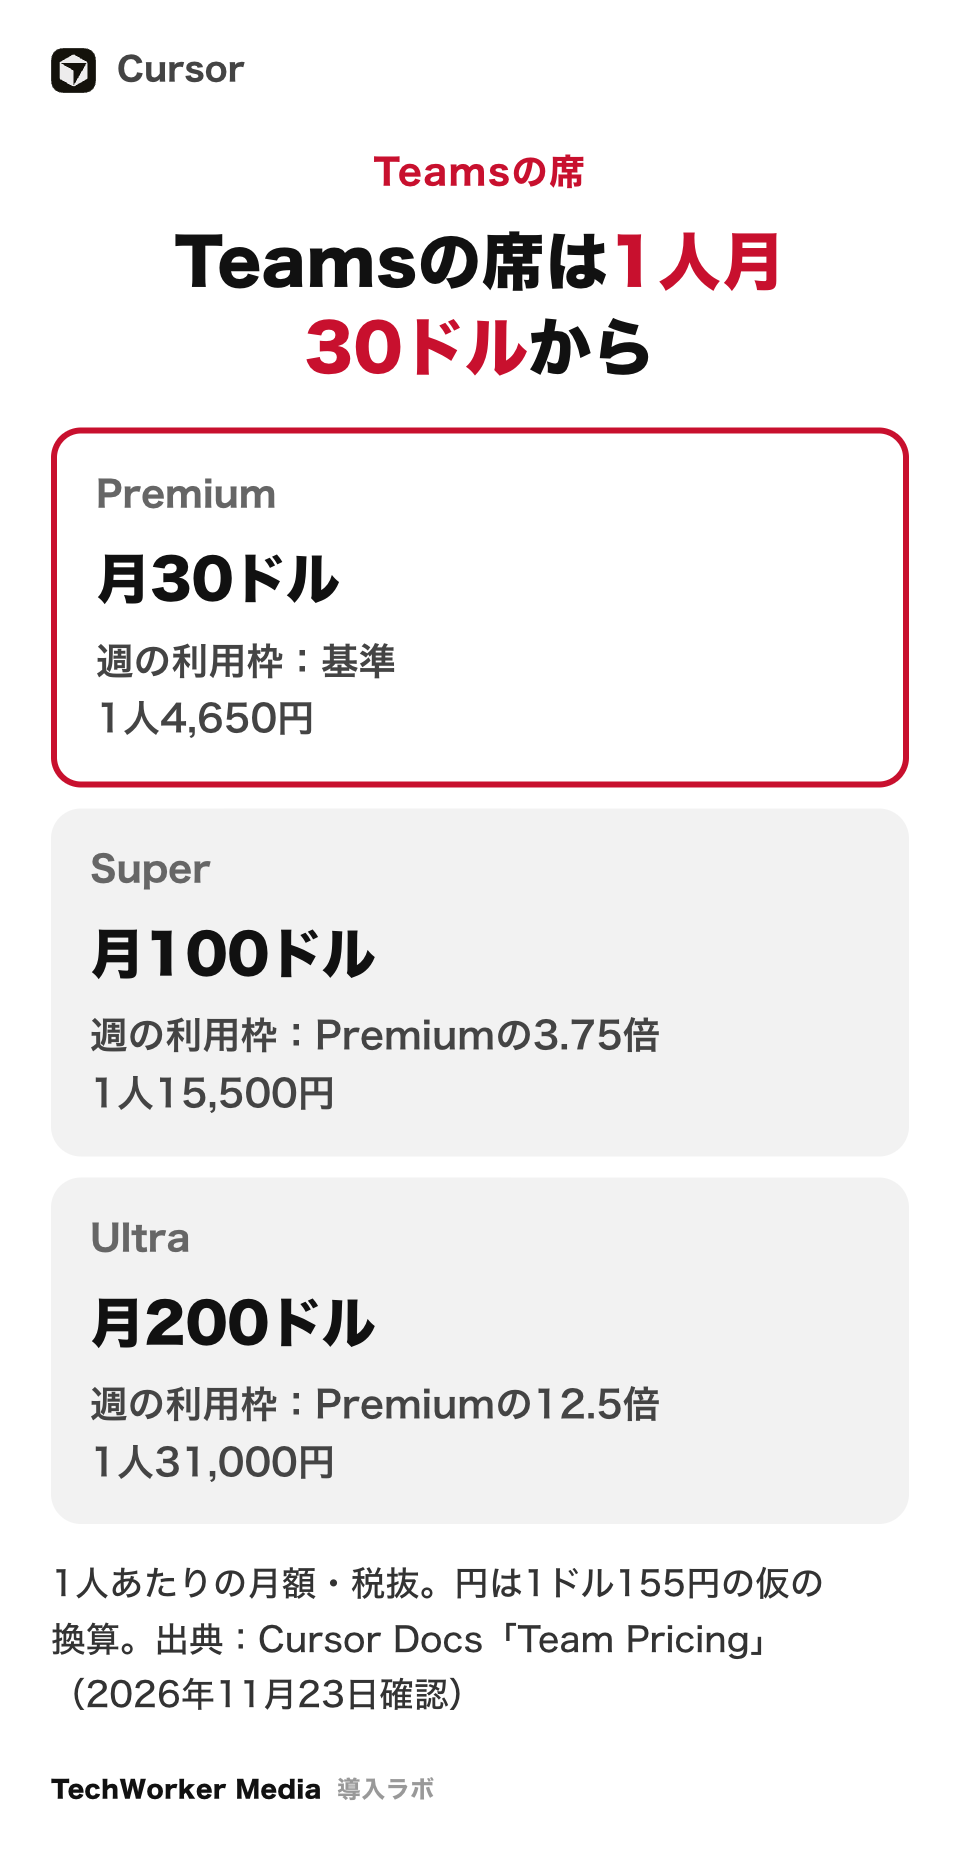 Cursor
Teamsの席
Teamsの席は1人月
30ドルから
Premium
月30ドル
週の利用枠：基準
1人4,650円
Super
月100ドル
週の利用枠：Premiumの3.75倍
1人15,500円
Ultra
月200ドル
週の利用枠：Premiumの12.5倍
1人31,000円
1人あたりの月額・税抜。円は1ドル155円の仮の
換算。出典：Cursor Docs「Team Pricing」
（2026年11月23日確認）
TechWorker Media 導入ラボ